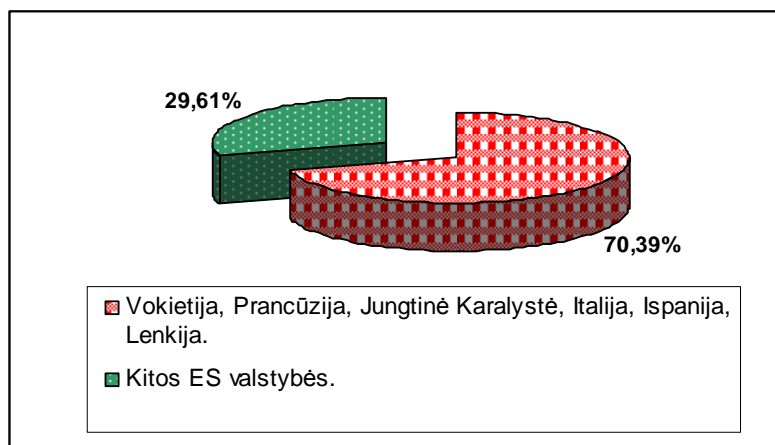 29,61%
70,39%
Vokietija, Prancūzija, Jungtinė Karalystė, Italija, Ispanija,
Lenkija.
Kitos ES valstybės.